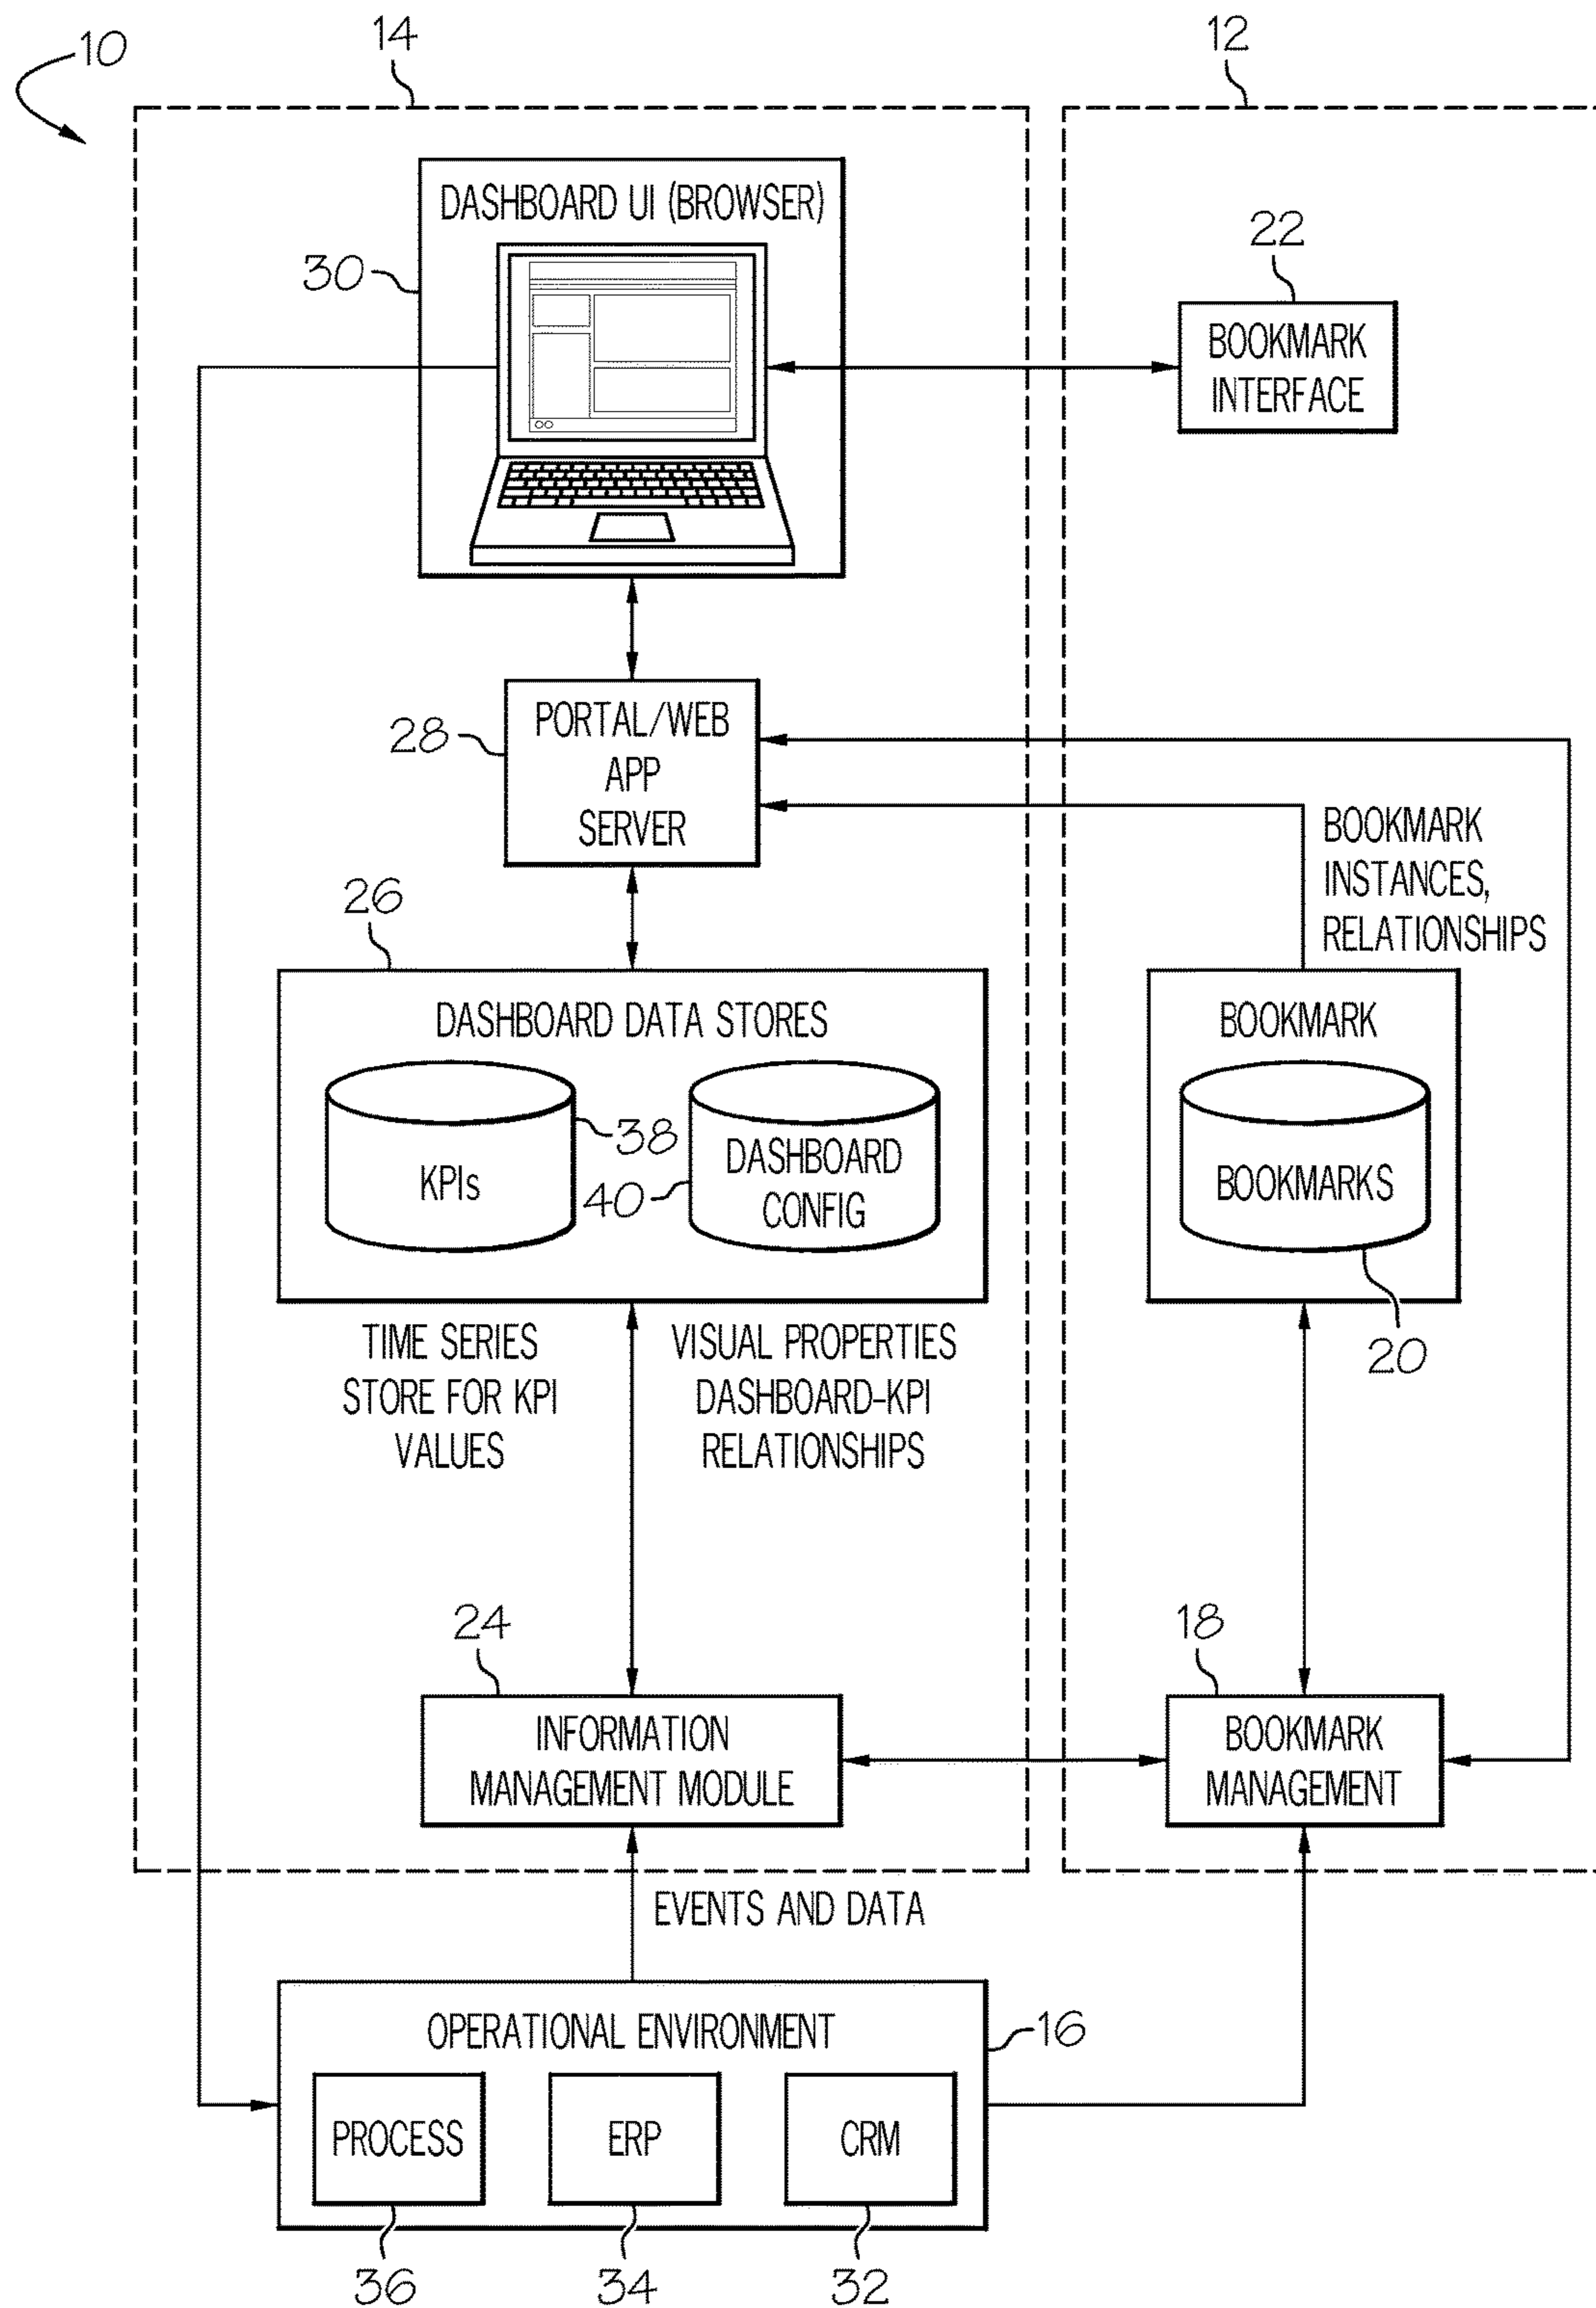 10
14
12
DASHBOARD UI (BROWSER)
30
22
BOOKMARK
INTERFACE
28
PORTAL/WEB
APP
SERVER
BOOKMARK
INSTANCES,
RELATIONSHIPS
26
DASHBOARD DATA STORES
KPIs
38
40
DASHBOARD
CONFIG
BOOKMARK
BOOKMARKS
20
TIME SERIES
STORE FOR KPI
VALUES
VISUAL PROPERTIES
DASHBOARD-KPI
RELATIONSHIPS
24
INFORMATION
MANAGEMENT MODULE
18
BOOKMARK
MANAGEMENT
EVENTS AND DATA
OPERATIONAL ENVIRONMENT
16
PROCESS
ERP
CRM
36
34
32